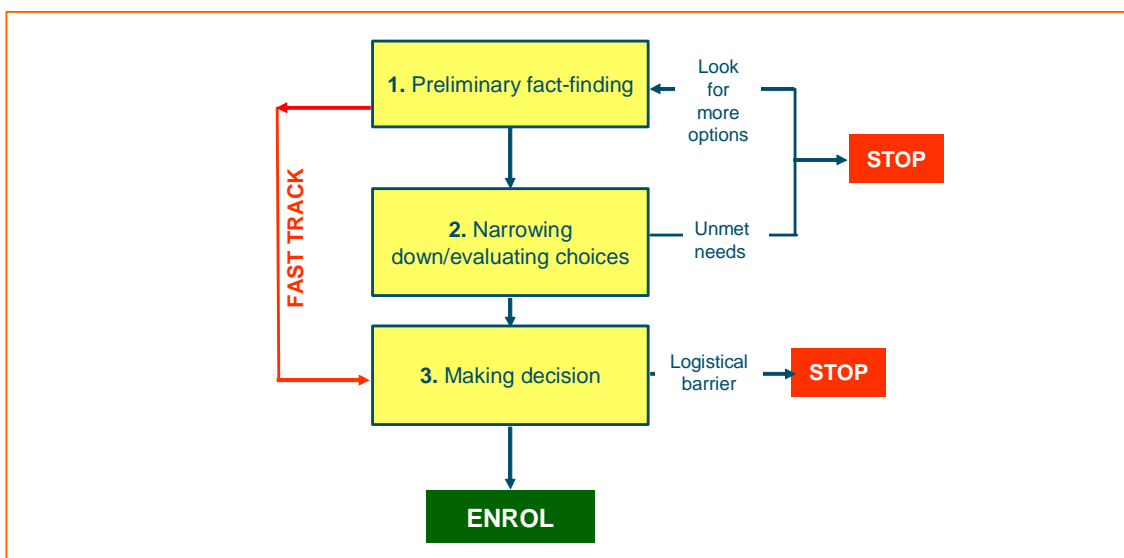 1. Preliminary fact-finding
Look
for
more
options
STOP
FAST TRACK
2. Narrowing
down/evaluating choices
Unmet
needs
3. Making decision
Logistical
barrier
STOP
ENROL